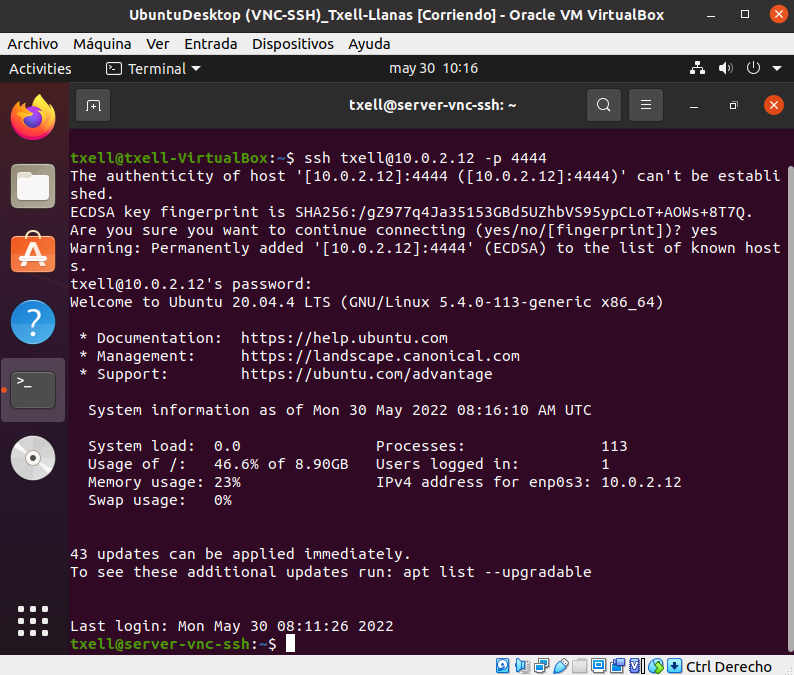 UbuntuDesktop (VNC-SSH)_Txell-Llanas [Corriendo] - Oracle VM VirtualBox
Archivo Máquina Ver Entrada Dispositivos Ayuda
Activities Terminal may 30 10:16
txell@server-vnc-ssh: ~
txell@txell-VirtualBox:~$ ssh txell@10.0.2.12 -p 4444
The authenticity of host '[10.0.2.12]:4444 ([10.0.2.12]:4444)' can't be establi
shed.
ECDSA key fingerprint is SHA256:/gZ977q4Ja35153GBd5UZhbVS95ypCLoT+AOWs+8T7Q.
Are you sure you want to continue connecting (yes/no/[fingerprint])? yes
Warning: Permanently added '[10.0.2.12]:4444' (ECDSA) to the list of known host
s.
txell@10.0.2.12's password:
Welcome to Ubuntu 20.04.4 LTS (GNU/Linux 5.4.0-113-generic x86_64)
* Documentation: https://help.ubuntu.com
* Management: https://landscape.canonical.com
* Support: https://ubuntu.com/advantage
System information as of Mon 30 May 2022 08:16:10 AM UTC
System load: 0.0 Processes: 113
Usage of /: 46.6% of 8.90GB Users logged in: 1
Memory usage: 23% IPv4 address for enp0s3: 10.0.2.12
Swap usage: 0%
43 updates can be applied immediately.
To see these additional updates run: apt list --upgradable
Last login: Mon May 30 08:11:26 2022
txell@server-vnc-ssh:~$
Ctrl Derecho